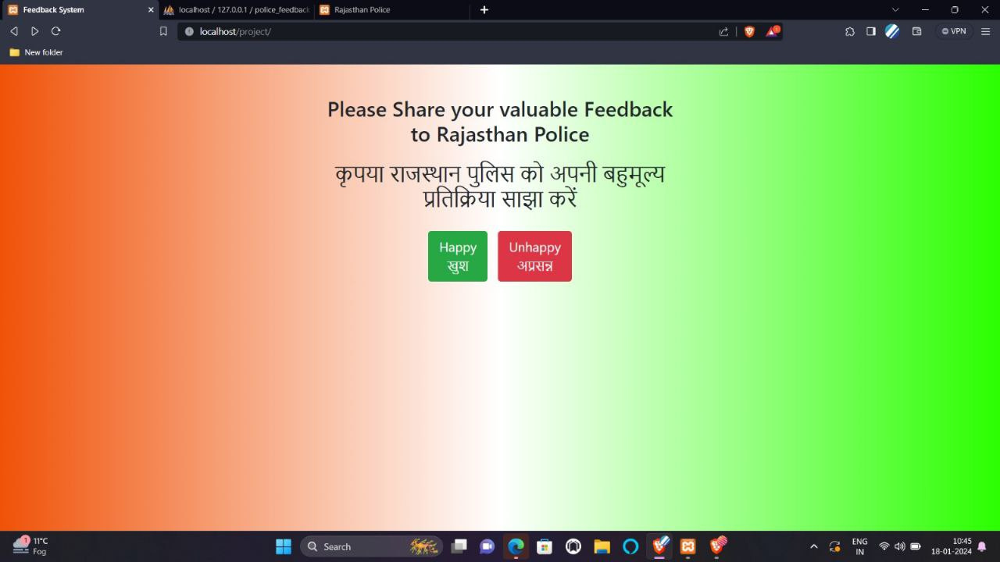 Feedback System
localhost / 127.0.0.1 / police_feedback
Rajasthan Police
localhost/project/
VPN
New folder
Please Share your valuable Feedback
to Rajasthan Police
कृपया राजस्थान पुलिस को अपनी बहुमूल्य
प्रतिक्रिया साझा करें
Happy
खुश
Unhappy
अप्रसन्न
1
11°C
Fog
Search
ENG
IN
10:45
18-01-2024